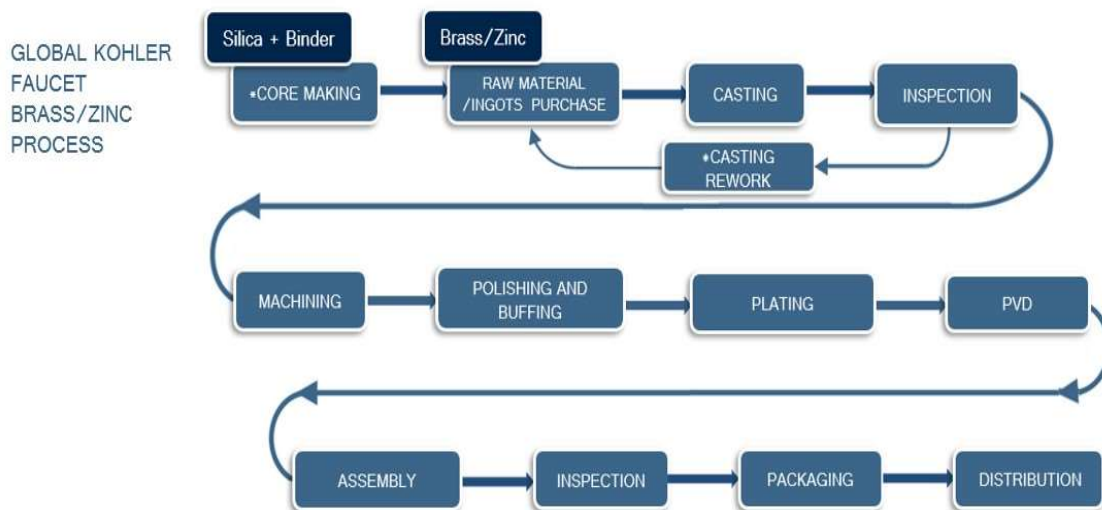 GLOBAL KOHLER
FAUCET
BRASS/ZINC
PROCESS
Silica + Binder
*CORE MAKING
Brass/Zinc
RAW MATERIAL
/INGOTS PURCHASE
CASTING
INSPECTION
*CASTING
REWORK
MACHINING
POLISHING AND
BUFFING
PLATING
PVD
ASSEMBLY
INSPECTION
PACKAGING
DISTRIBUTION